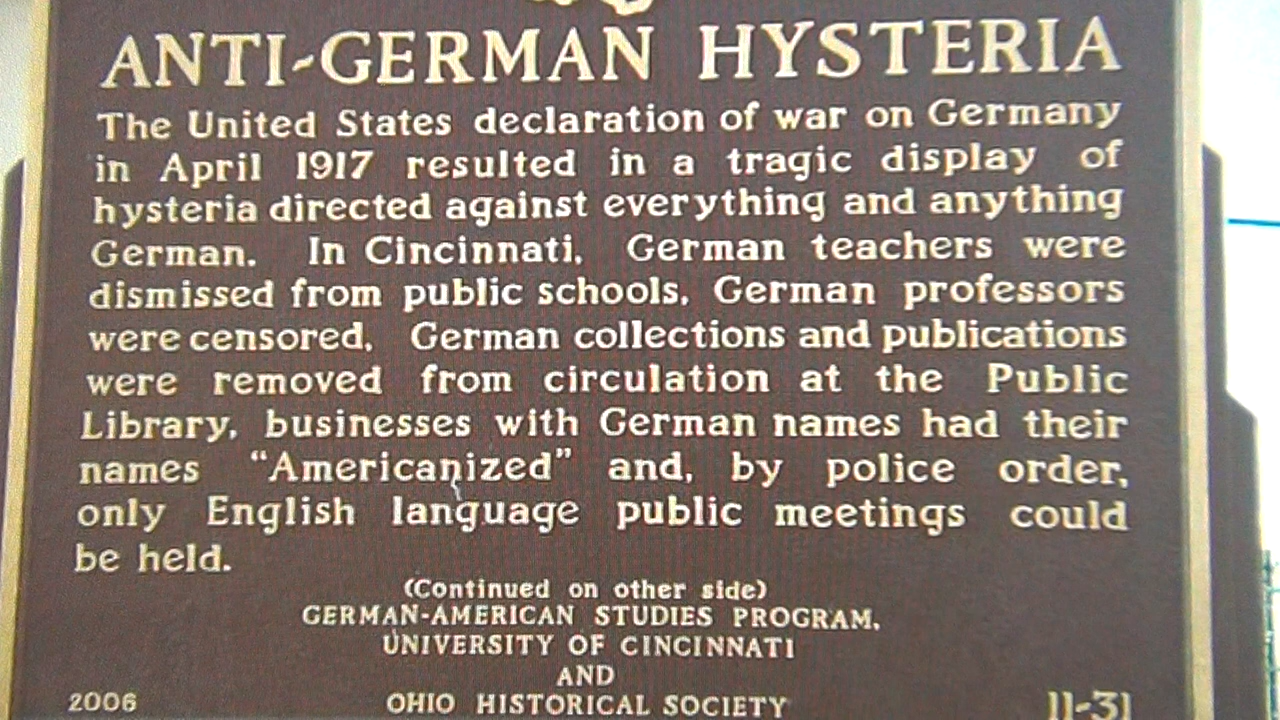 ANTI-GERMAN HYSTERIA
The United States declaration of war on Germany
in April 1917 resulted in a tragic display of
hysteria directed against everything and anything
German. In Cincinnati, German teachers were
dismissed from public schools, German professors
were censored, German collections and publications
were removed from circulation at the Public
Library, businesses with German names had their
names "Americanized" and, by police order,
only English language public meetings could
be held.
(Continued on other side)
GERMAN-AMERICAN STUDIES PROGRAM,
UNIVERSITY OF CINCINNATI
AND
2006 OHIO HISTORICAL SOCIETY 11-31